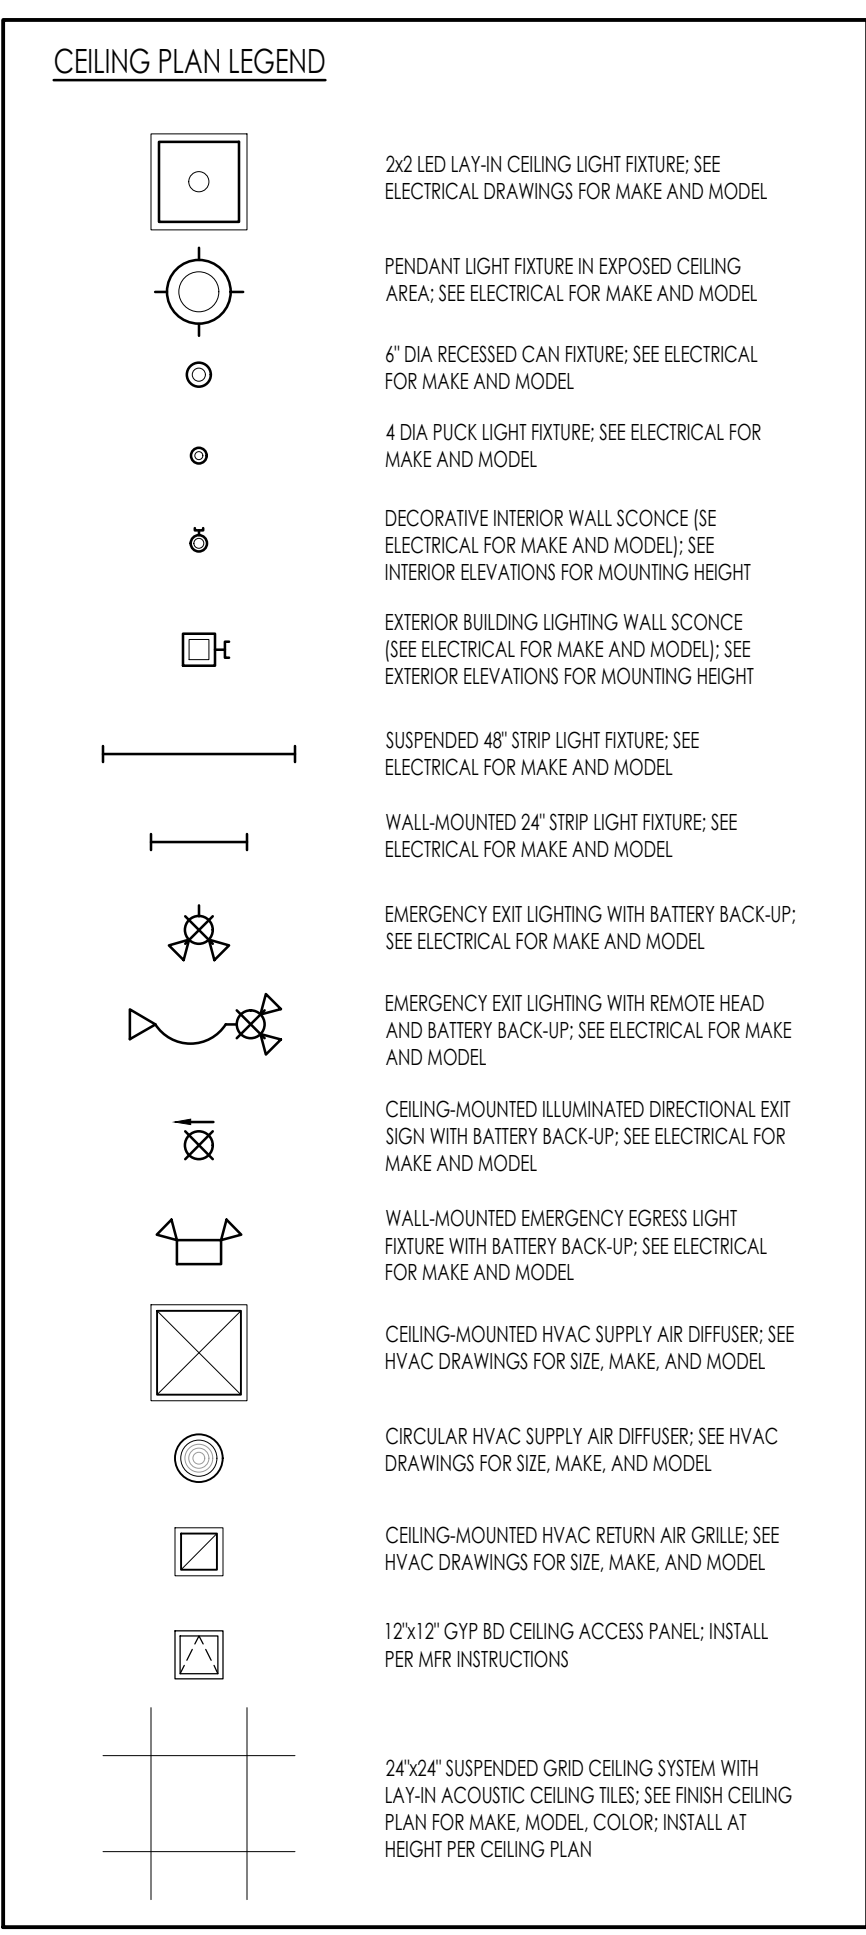 CEILING PLAN LEGEND
2x2 LED LAY-IN CEILING LIGHT FIXTURE; SEE
ELECTRICAL DRAWINGS FOR MAKE AND MODEL
PENDANT LIGHT FIXTURE IN EXPOSED CEILING
AREA; SEE ELECTRICAL FOR MAKE AND MODEL
6" DIA RECESSED CAN FIXTURE; SEE ELECTRICAL
FOR MAKE AND MODEL
4 DIA PUCK LIGHT FIXTURE; SEE ELECTRICAL FOR
MAKE AND MODEL
DECORATIVE INTERIOR WALL SCONCE (SE
ELECTRICAL FOR MAKE AND MODEL); SEE
INTERIOR ELEVATIONS FOR MOUNTING HEIGHT
EXTERIOR BUILDING LIGHTING WALL SCONCE
(SEE ELECTRICAL FOR MAKE AND MODEL); SEE
EXTERIOR ELEVATIONS FOR MOUNTING HEIGHT
SUSPENDED 48" STRIP LIGHT FIXTURE; SEE
ELECTRICAL FOR MAKE AND MODEL
WALL-MOUNTED 24" STRIP LIGHT FIXTURE; SEE
ELECTRICAL FOR MAKE AND MODEL
EMERGENCY EXIT LIGHTING WITH BATTERY BACK-UP;
SEE ELECTRICAL FOR MAKE AND MODEL
EMERGENCY EXIT LIGHTING WITH REMOTE HEAD
AND BATTERY BACK-UP; SEE ELECTRICAL FOR MAKE
AND MODEL
CEILING-MOUNTED ILLUMINATED DIRECTIONAL EXIT
SIGN WITH BATTERY BACK-UP; SEE ELECTRICAL FOR
MAKE AND MODEL
WALL-MOUNTED EMERGENCY EGRESS LIGHT
FIXTURE WITH BATTERY BACK-UP; SEE ELECTRICAL
FOR MAKE AND MODEL
CEILING-MOUNTED HVAC SUPPLY AIR DIFFUSER; SEE
HVAC DRAWINGS FOR SIZE, MAKE, AND MODEL
CIRCULAR HVAC SUPPLY AIR DIFFUSER; SEE HVAC
DRAWINGS FOR SIZE, MAKE, AND MODEL
CEILING-MOUNTED HVAC RETURN AIR GRILLE; SEE
HVAC DRAWINGS FOR SIZE, MAKE, AND MODEL
12"x12" GYP BD CEILING ACCESS PANEL; INSTALL
PER MFR INSTRUCTIONS
24"x24" SUSPENDED GRID CEILING SYSTEM WITH
LAY-IN ACOUSTIC CEILING TILES; SEE FINISH CEILING
PLAN FOR MAKE, MODEL, COLOR; INSTALL AT
HEIGHT PER CEILING PLAN